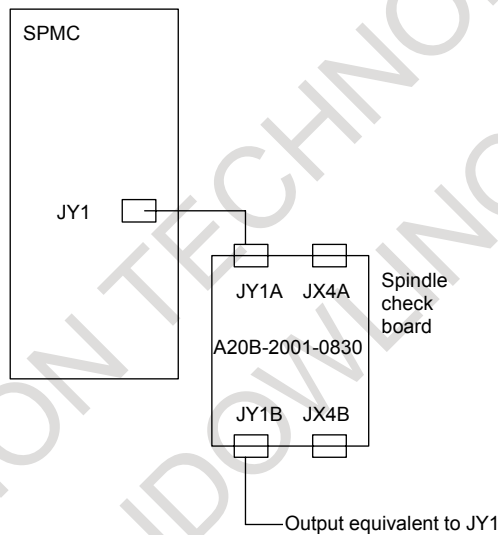 SPMC
JY1
JY1A JX4A
Spindle
check
board
A20B-2001-0830
JY1B JX4B
Output equivalent to JY1